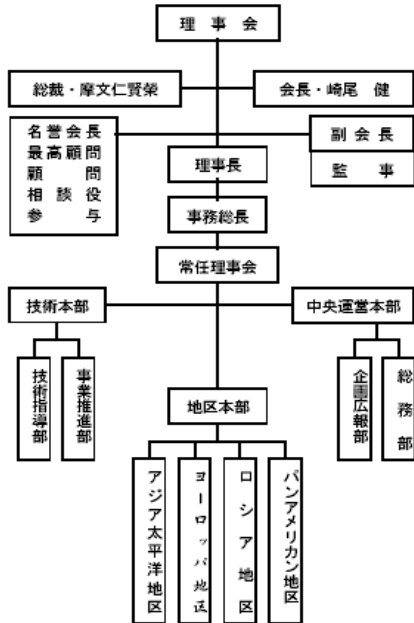 理事会
総裁・摩文仁賢榮
会長・崎尾 健
名誉会長
最高顧問
顧問
相談役
参与
副会長
監事
理事長
事務総長
常任理事会
技術本部
中央運営本部
技術指導部
事業推進部
企画広報部
総務部
地区本部
アジア太平洋地区
ヨーロッパ地区
ロシア地区
パンアメリカン地区